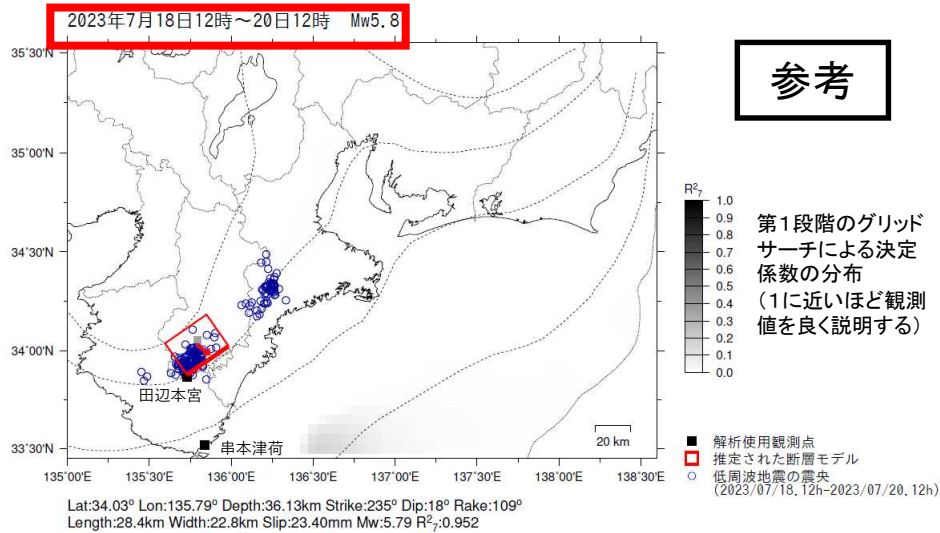 2023年7月18日12時～20日12時　Mw5.8
参考
35°30'N
35°00'N
34°30'N
34°00'N
33°30'N
135°00'E
135°30'E
136°00'E
136°30'E
137°00'E
137°30'E
138°00'E
138°30'E
田辺本宮
串本津荷
20 km
R²₇
1.0
0.9
0.8
0.7
0.6
0.5
0.4
0.3
0.2
0.1
0.0
第1段階のグリッド
サーチによる決定
係数の分布
（1に近いほど観測
値を良く説明する）
解析使用観測点
推定された断層モデル
低周波地震の震央
(2023/07/18.12h-2023/07/20.12h)
Lat:34.03° Lon:135.79° Depth:36.13km Strike:235° Dip:18° Rake:109°
Length:28.4km Width:22.8km Slip:23.40mm Mw:5.79 R²₇:0.952